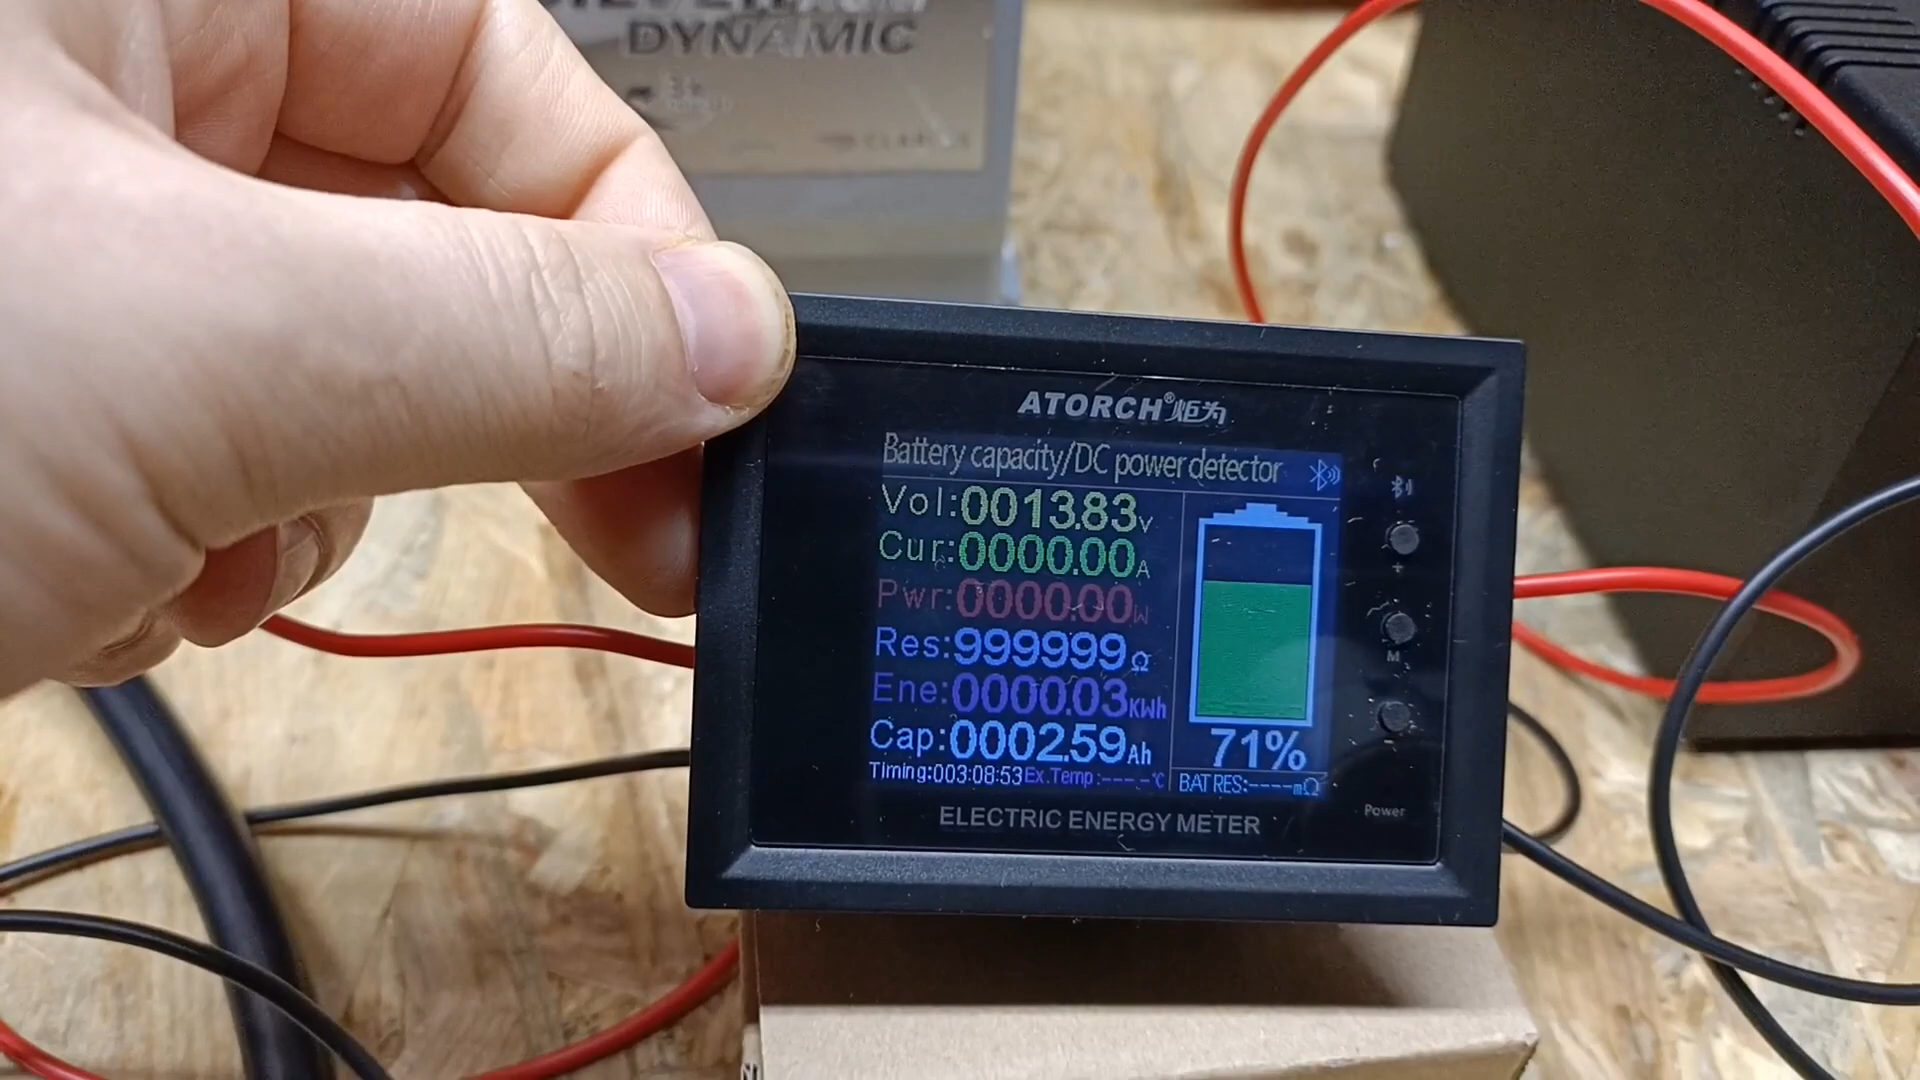 DYNAMIC
ATORCH®炬为
Battery capacity/DC power detector
Vol:0013.83V
Cur:0000.00A
Pwr:0000.00W
Res:999999Ω
Ene:0000.03KWh
Cap:0002.59Ah
71%
Timing:003:08:53 Ex.Temp:----℃
BAT RES:----mΩ
+
M
-
Power
ELECTRIC ENERGY METER